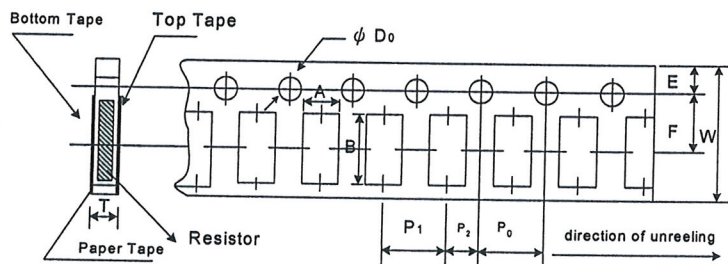 Bottom Tape
Top Tape
ϕ D₀
A
B
E
F
W
T
P₁
P₂
P₀
Paper Tape
Resistor
direction of unreeling